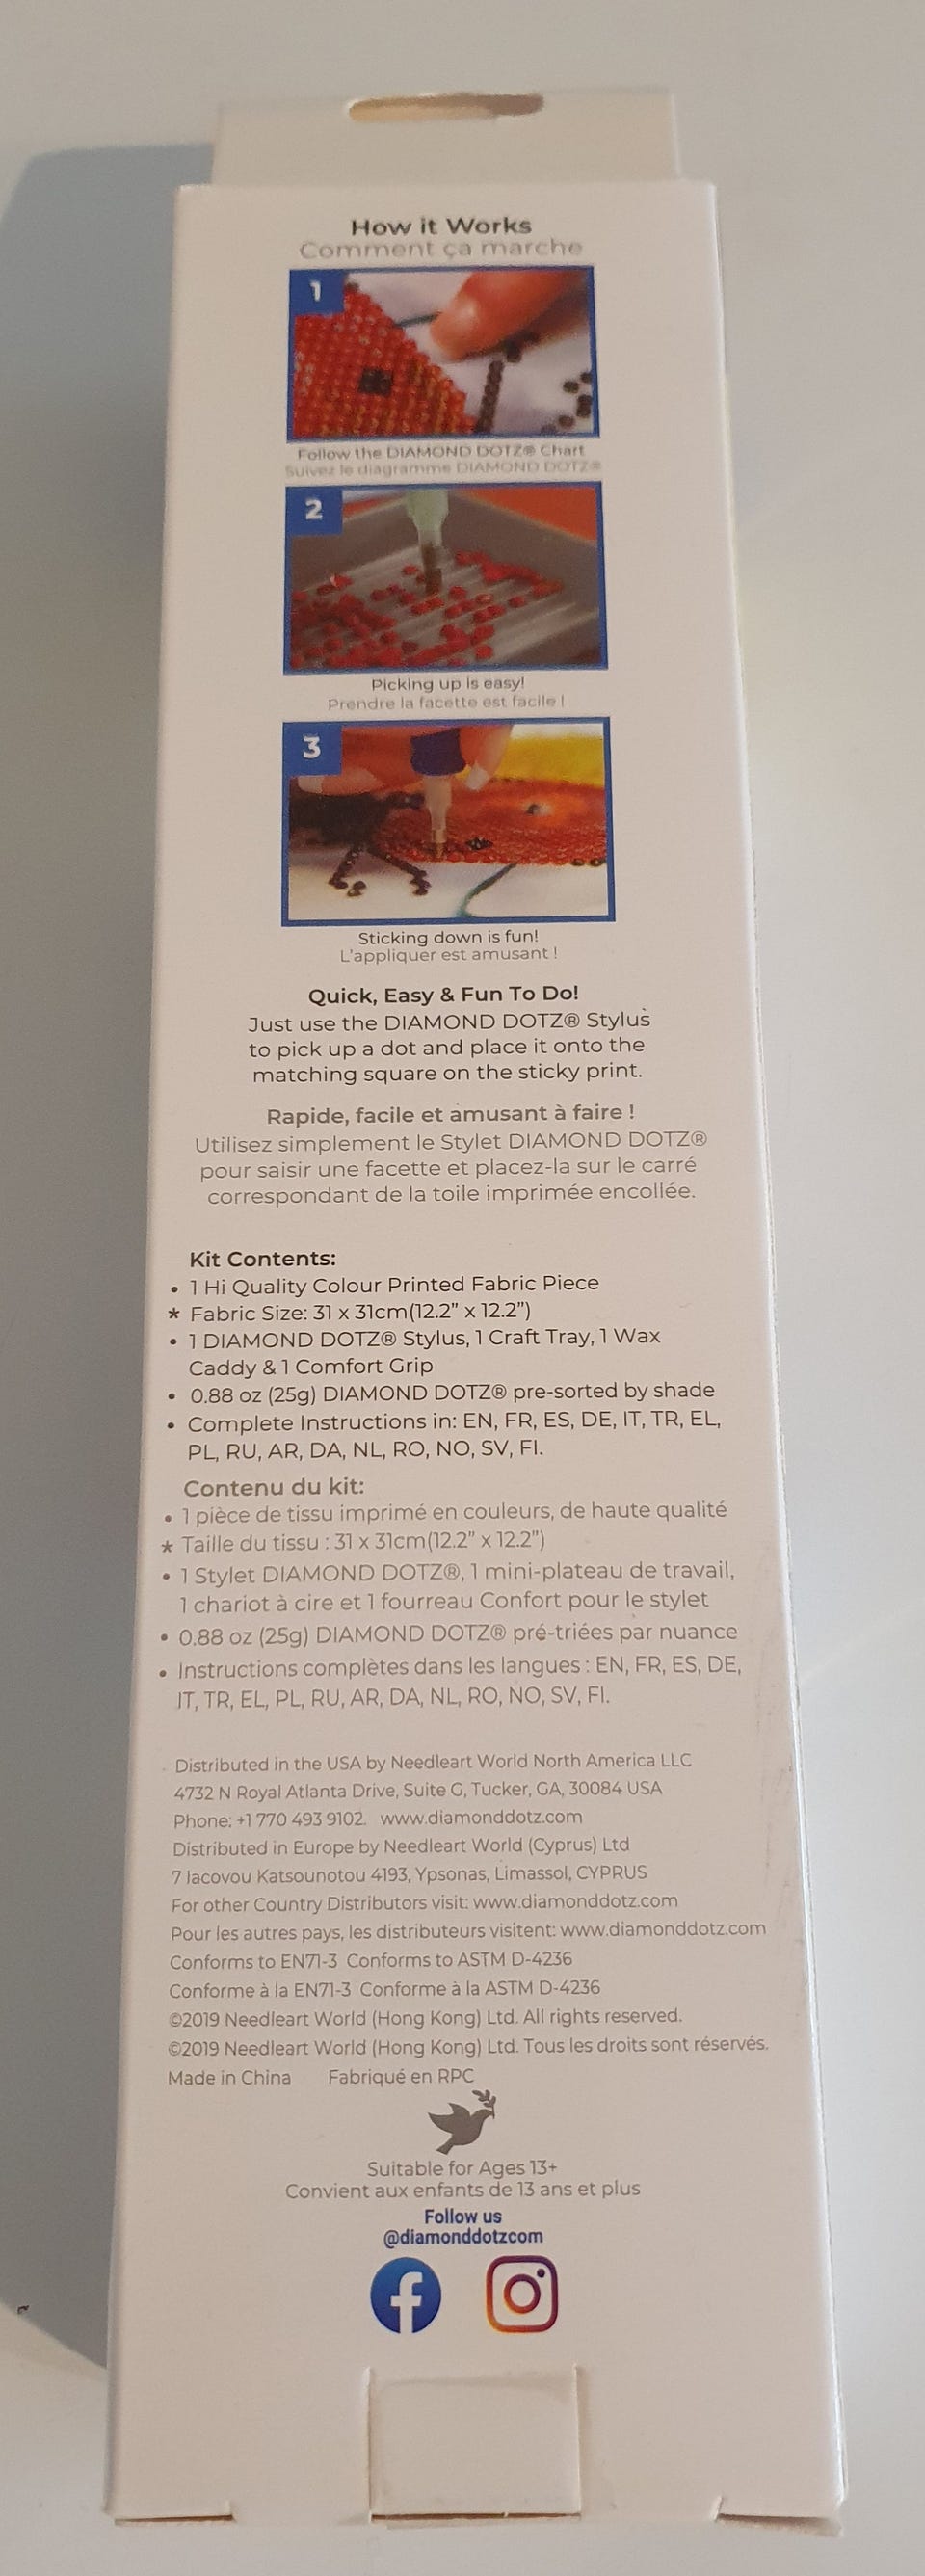 How it Works
Comment ça marche
1
Follow the DIAMOND DOTZ® Chart
Suivez le diagramme DIAMOND DOTZ®
2
Picking up is easy!
Prendre la facette est facile !
3
Sticking down is fun!
L'appliquer est amusant !
Quick, Easy & Fun To Do!
Just use the DIAMOND DOTZ® Stylus
to pick up a dot and place it onto the
matching square on the sticky print.
Rapide, facile et amusant à faire !
Utilisez simplement le Stylet DIAMOND DOTZ®
pour saisir une facette et placez-la sur le carré
correspondant de la toile imprimée encollée.
Kit Contents:
• 1 Hi Quality Colour Printed Fabric Piece
* Fabric Size: 31 x 31cm(12.2" x 12.2")
• 1 DIAMOND DOTZ® Stylus, 1 Craft Tray, 1 Wax
Caddy & 1 Comfort Grip
• 0.88 oz (25g) DIAMOND DOTZ® pre-sorted by shade
• Complete Instructions in: EN, FR, ES, DE, IT, TR, EL,
PL, RU, AR, DA, NL, RO, NO, SV, FI.
Contenu du kit:
• 1 pièce de tissu imprimé en couleurs, de haute qualité
* Taille du tissu : 31 x 31cm(12.2" x 12.2")
• 1 Stylet DIAMOND DOTZ®, 1 mini-plateau de travail,
1 chariot à cire et 1 fourreau Confort pour le stylet
• 0.88 oz (25g) DIAMOND DOTZ® pré-triées par nuance
• Instructions complètes dans les langues : EN, FR, ES, DE,
IT, TR, EL, PL, RU, AR, DA, NL, RO, NO, SV, FI.
Distributed in the USA by Needleart World North America LLC
4732 N Royal Atlanta Drive, Suite G, Tucker, GA, 30084 USA
Phone: +1 770 493 9102. www.diamonddotz.com
Distributed in Europe by Needleart World (Cyprus) Ltd
7 Iacovou Katsounotou 4193, Ypsonas, Limassol, CYPRUS
For other Country Distributors visit: www.diamonddotz.com
Pour les autres pays, les distributeurs visitent: www.diamonddotz.com
Conforms to EN71-3 Conforms to ASTM D-4236
Conforme à la EN71-3 Conforme à la ASTM D-4236
©2019 Needleart World (Hong Kong) Ltd. All rights reserved.
©2019 Needleart World (Hong Kong) Ltd. Tous les droits sont réservés.
Made in China Fabriqué en RPC
Suitable for Ages 13+
Convient aux enfants de 13 ans et plus
Follow us
@diamonddotzcom